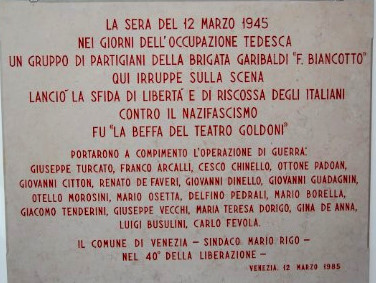 LA SERA DEL 12 MARZO 1945
NEI GIORNI DELL'OCCUPAZIONE TEDESCA
UN GRUPPO DI PARTIGIANI DELLA BRIGATA GARIBALDI "F. BIANCOTTO"
QUI IRRUPPE SULLA SCENA
LANCIÒ LA SFIDA DI LIBERTÀ E DI RISCOSSA DEGLI ITALIANI
CONTRO IL NAZIFASCISMO
FU "LA BEFFA DEL TEATRO GOLDONI"
PORTARONO A COMPIMENTO L'OPERAZIONE DI GUERRA:
GIUSEPPE TURCATO, FRANCO ARCALLI, CESCO CHINELLO, OTTONE PADOAN,
GIOVANNI CITTON, RENATO DE FAVERI, GIOVANNI DINELLO, GIOVANNI GUADAGNIN,
OTELLO MOROSINI, MARIO OSETTA, DELFINO PEDRALI, MARIO BORELLA,
GIACOMO TENDERINI, GIUSEPPE VECCHI, MARIA TERESA DORIGO, GINA DE ANNA,
LUIGI BUSULINI, CARLO FEVOLA.
IL COMUNE DI VENEZIA - SINDACO MARIO RIGO -
NEL 40° DELLA LIBERAZIONE -
VENEZIA, 12 MARZO 1985